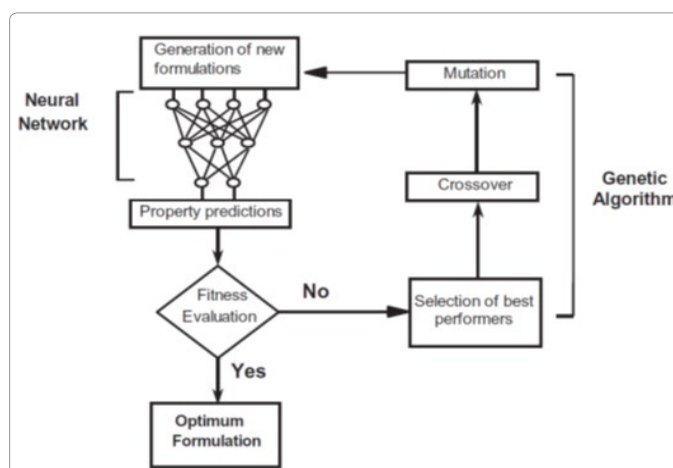 Generation of new
formulations
Mutation
Neural
Network
Crossover
Genetic
Algorithm
Property predictions
Fitness
Evaluation
No
Selection of best
performers
Yes
Optimum
Formulation